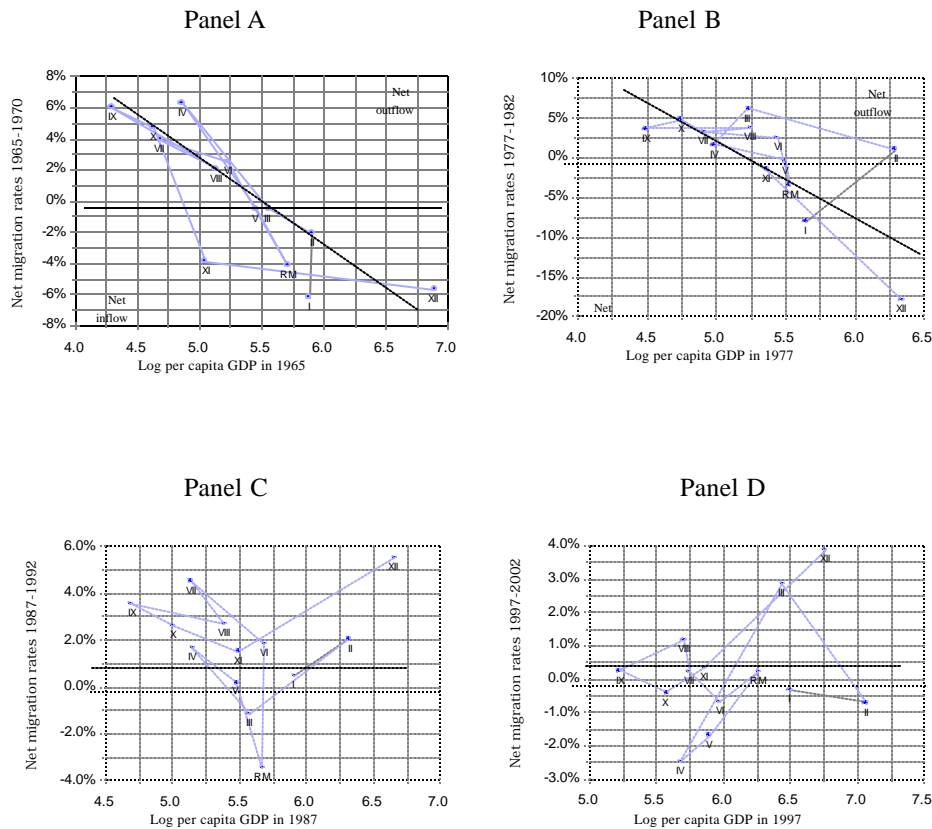 Panel A
Net migration rates 1965-1970
8%
6%
4%
2%
0%
-2%
-4%
-6%
-8%
Net
outflow
IX
IV
X
VII
VI
VIII
V
III
II
XI
RM
I
XII
Net
inflow
4.0
4.5
5.0
5.5
6.0
6.5
7.0
Log per capita GDP in 1965
Panel B
Net migration rates 1977-1982
10%
5%
0%
-5%
-10%
-15%
-20%
Net
outflow
III
IX
X
VII
VIII
IV
VI
II
XI
V
RM
I
XII
Net
4.0
4.5
5.0
5.5
6.0
6.5
Log per capita GDP in 1977
Panel C
Net migration rates 1987-1992
6.0%
4.0%
2.0%
0.0%
-2.0%
-4.0%
XII
VII
IX
VIII
X
IV
XI
VI
II
I
V
III
RM
4.5
5.0
5.5
6.0
6.5
7.0
Log per capita GDP in 1987
Panel D
Net migration rates 1997-2002
4.0%
3.0%
2.0%
1.0%
0.0%
-1.0%
-2.0%
-3.0%
XII
III
VIII
IX
VII
XI
RM
X
VI
I
II
V
IV
5.0
5.5
6.0
6.5
7.0
7.5
Log per capita GDP in 1997